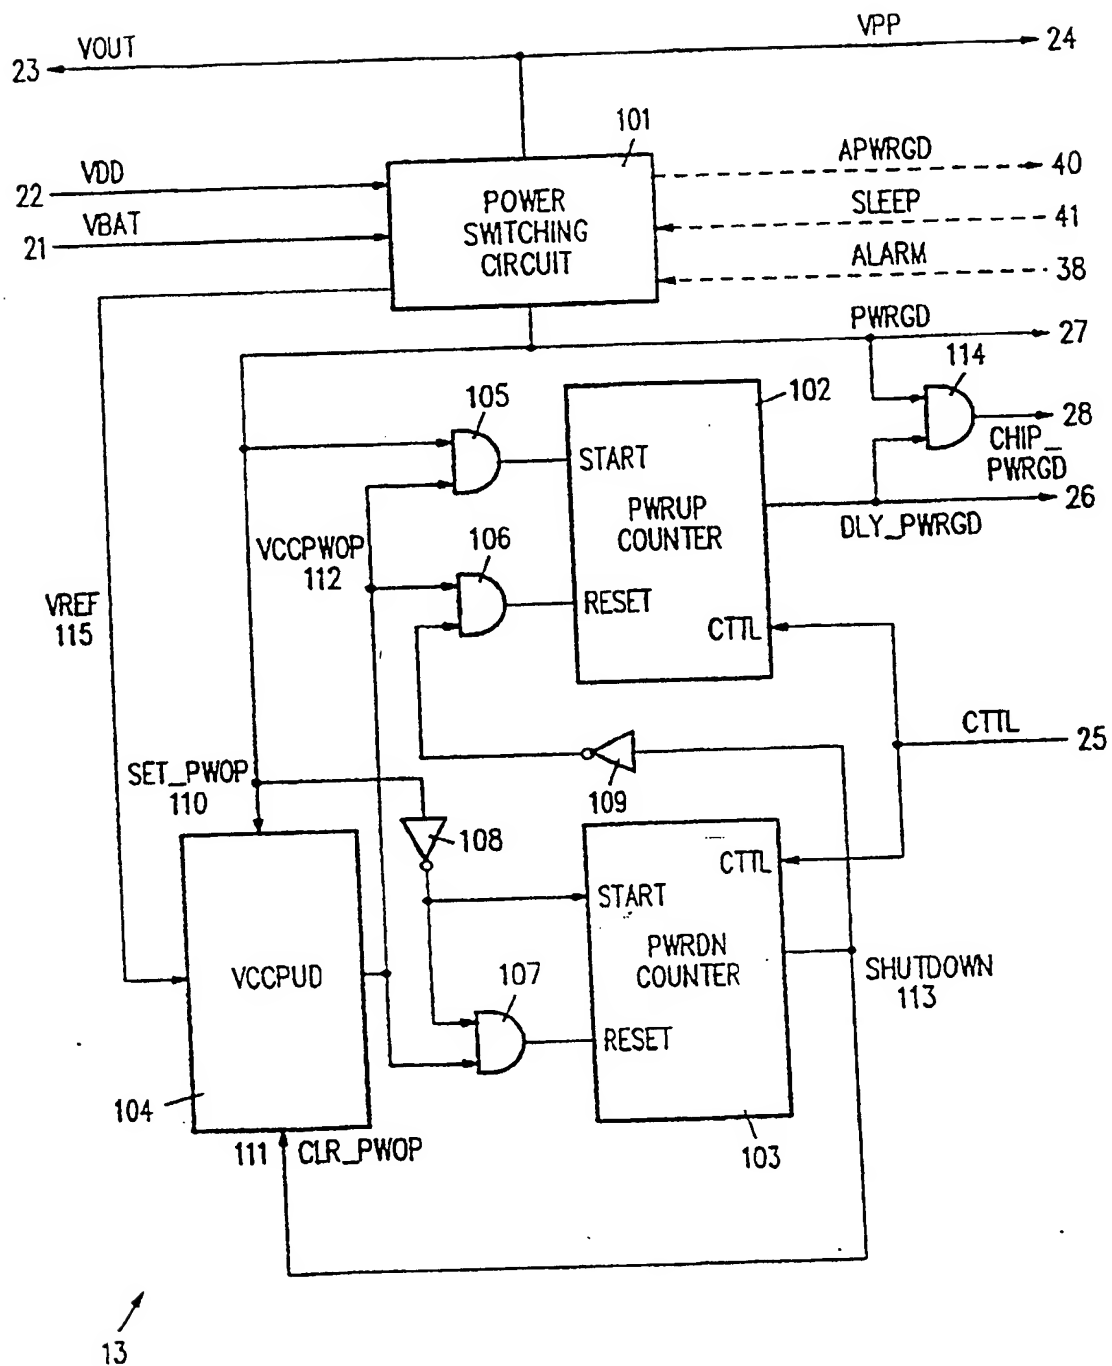 VOUT
VPP
23
24
101
VDD
APWRGD
22
40
POWER
SWITCHING
CIRCUIT
VBAT
SLEEP
21
41
ALARM
38
PWRGD
27
114
105
102
28
START
CHIP_
PWRGD
PWRUP
COUNTER
26
DLY_PWRGD
VCCPWOP
112
106
VREF
115
RESET
CTTL
CTTL
25
SET_PWOP
110
109
108
CTTL
START
VCCPUD
PWRDN
COUNTER
SHUTDOWN
113
107
RESET
104
111
CLR_PWOP
103
13